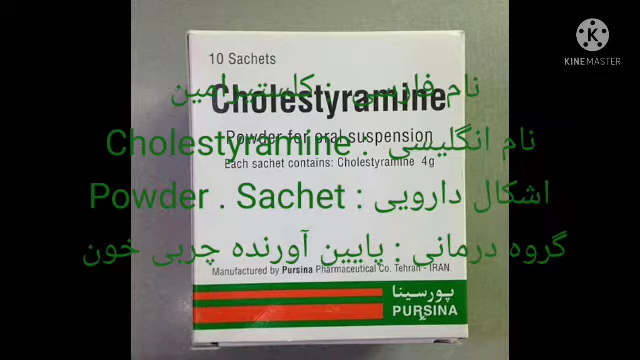 KINEMASTER
10 Sachets
Cholestyramine
Powder for oral suspension
Each sachet contains: Cholestyramine 4g
Manufactured by Pursina Pharmaceutical Co. Tehran - IRAN
پورسینا
PURSINA
نام فارسی : کلستیرامین
نام انگلیسی : Cholestyramine
اشکال دارویی : Powder . Sachet
گروه درمانی : پایین آورنده چربی خون